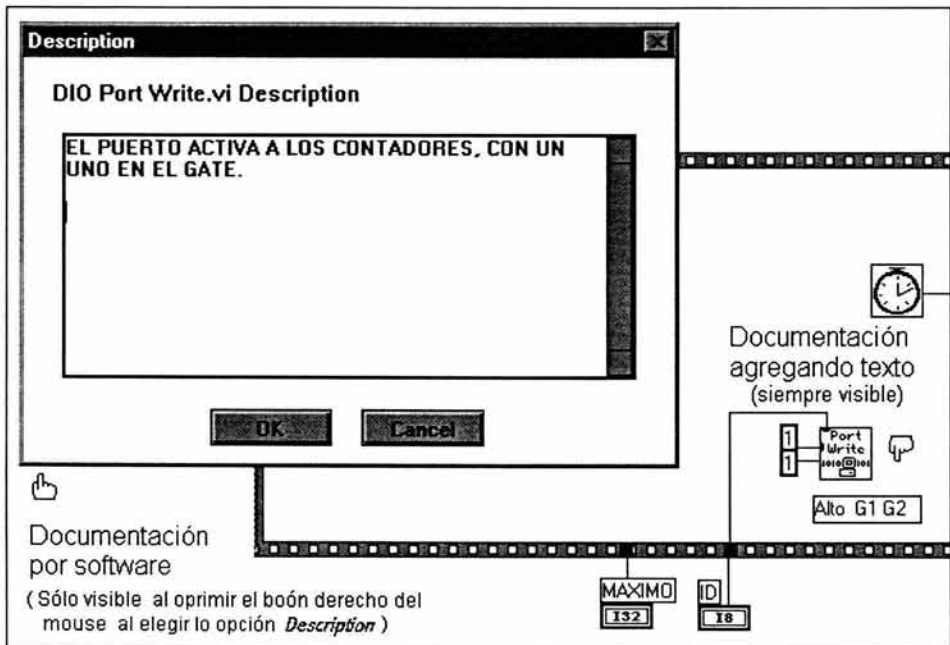 Description
DIO Port Write.vi Description
EL PUERTO ACTIVA A LOS CONTADORES, CON UN
UNO EN EL GATE.
OK
Cancel
Documentación
agregando texto
(siempre visible)
1
1
Port
Write
Alto G1 G2
Documentación
por software
( Sólo visible al oprimir el boón derecho del
mouse al elegir lo opción Description )
MAXIMO
I32
ID
I8